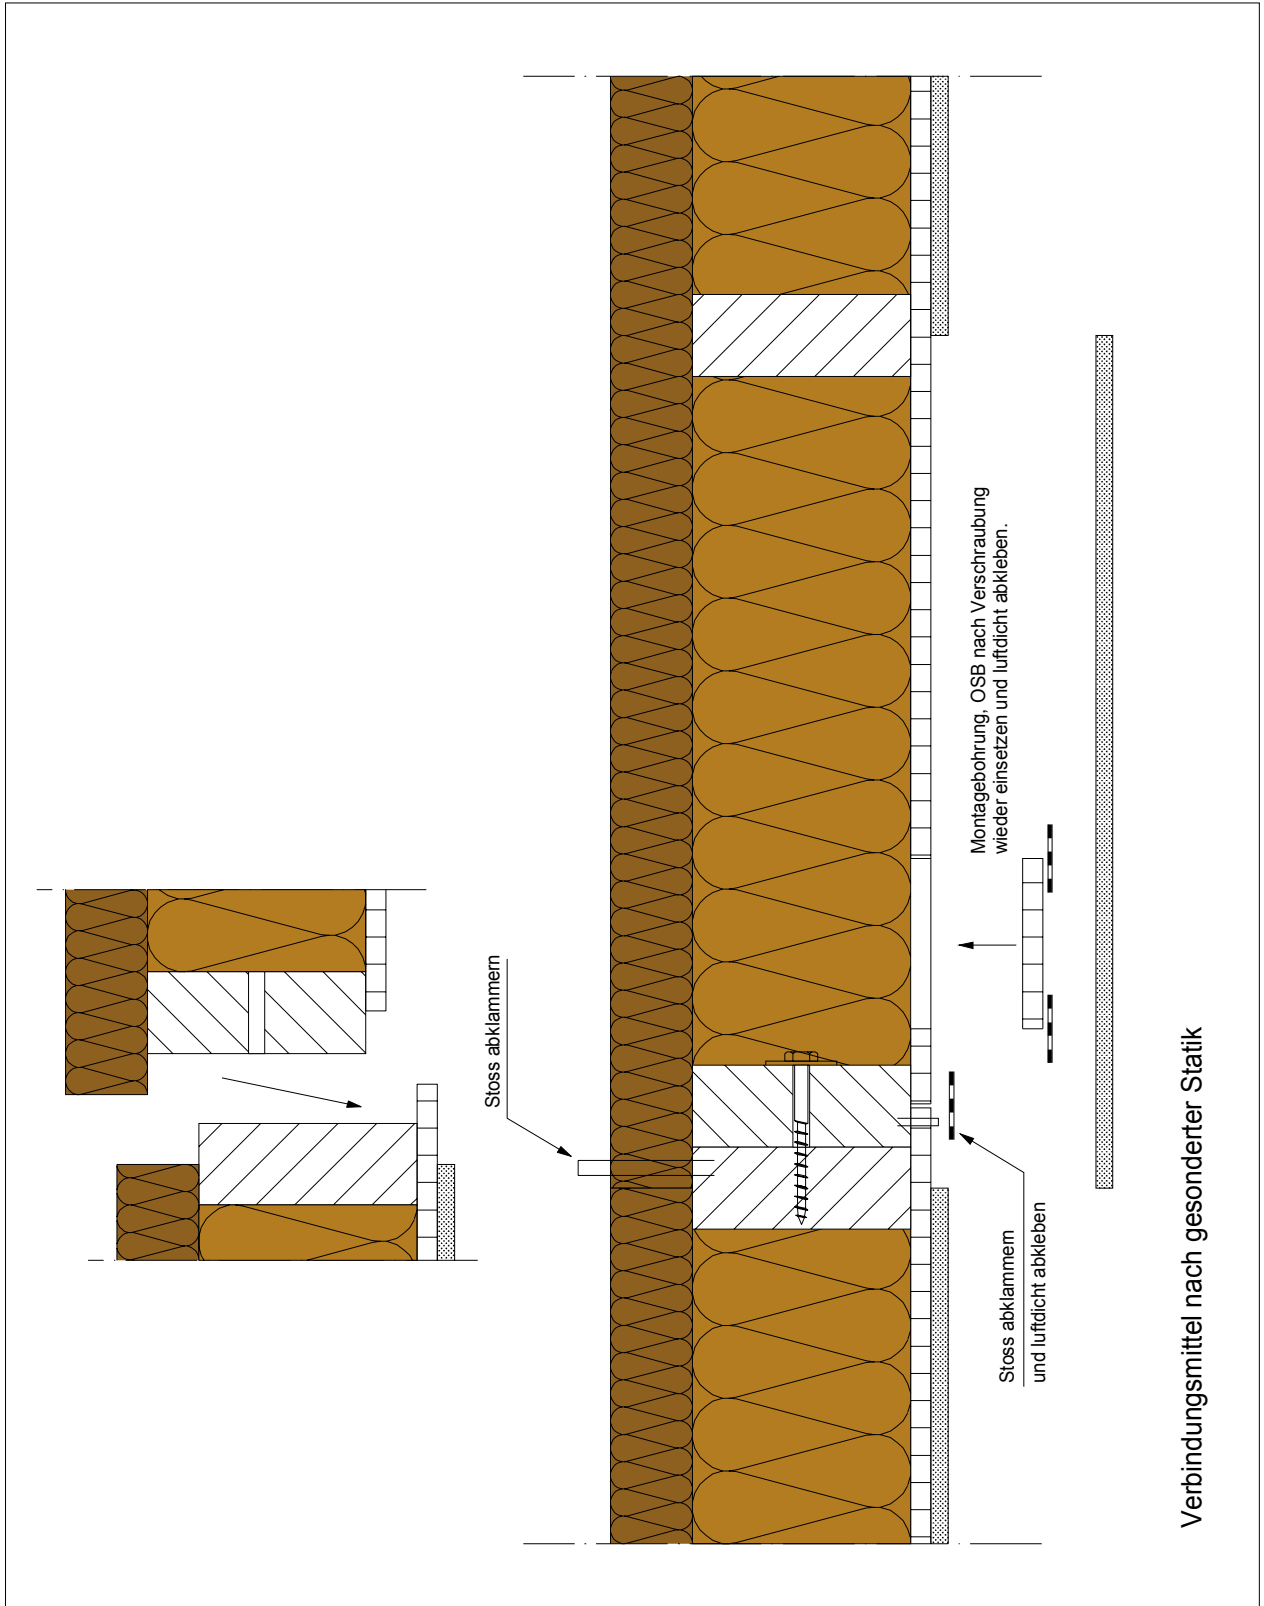 Stoss abklammern
Montagebohrung, OSB nach Verschraubung
wieder einsetzen und luftdicht abkleben.
Stoss abklammern
und luftdicht abkleben
Verbindungsmittel nach gesonderter Statik